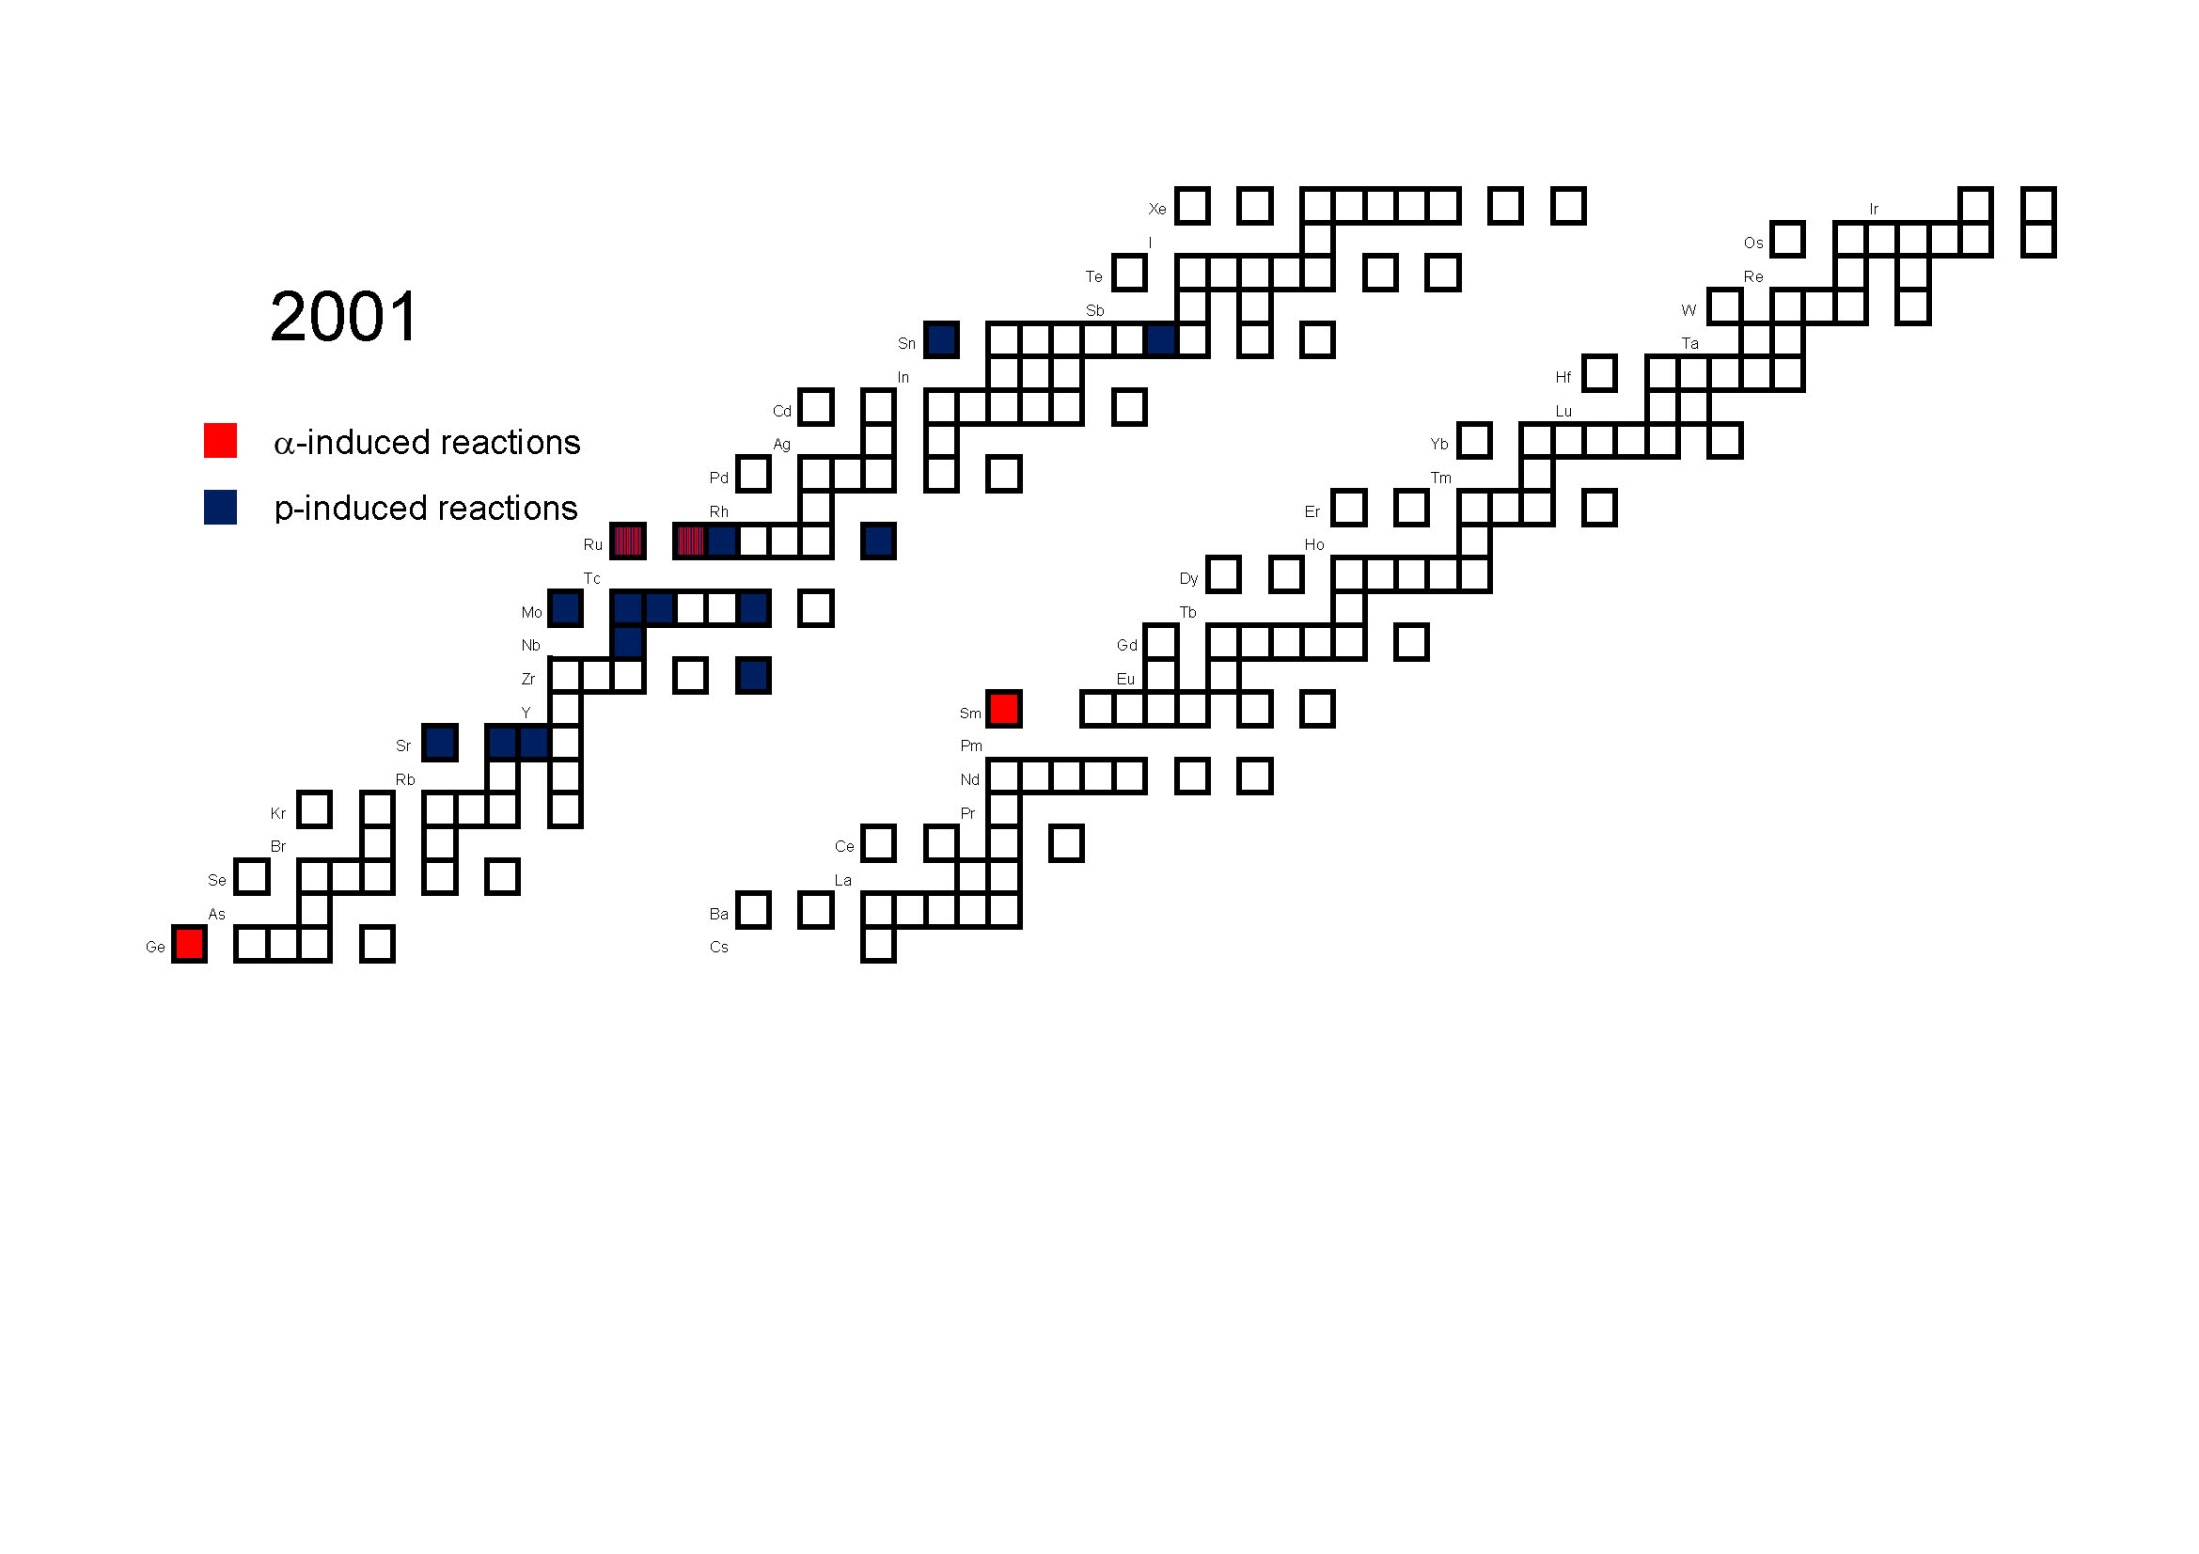 Xe
Ir
I
Os
Te
Re
2001
Sb
W
Sn
Ta
In
Hf
Cd
Lu
α-induced reactions
Ag
Yb
Pd
Tm
p-induced reactions
Rh
Er
Ru
Ho
Tc
Dy
Mo
Tb
Nb
Gd
Zr
Eu
Y
Sm
Sr
Pm
Rb
Nd
Kr
Pr
Br
Ce
Se
La
As
Ba
Ge
Cs